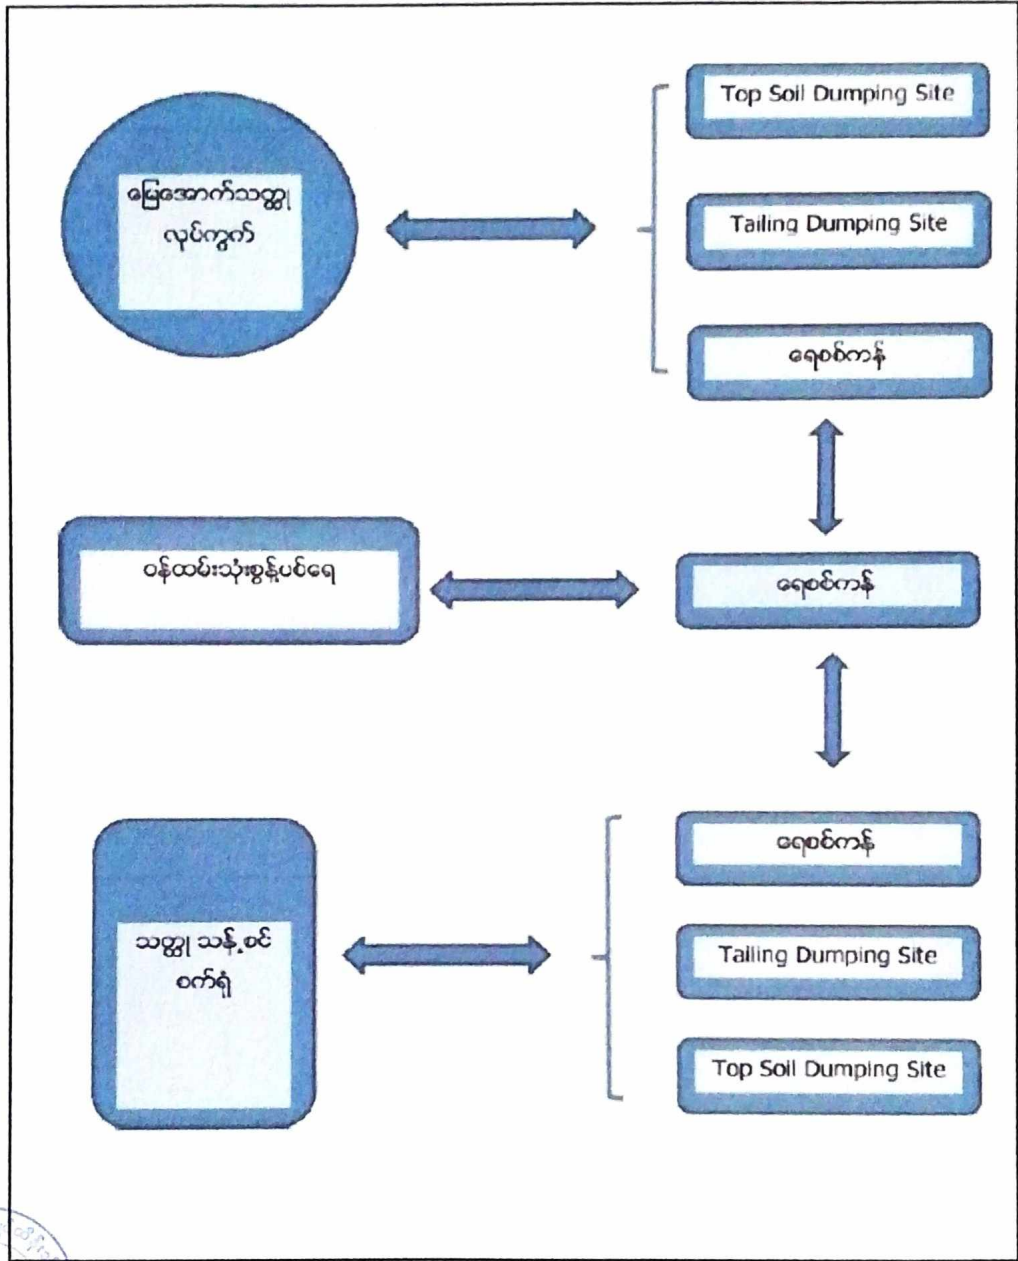 Top Soil Dumping Site
မြေအောက်သတ္ထု
လုပ်ကွက်
Tailing Dumping Site
ရေစစ်ကန်
ဝန်ထမ်းသုံးစွန့်ပစ်ရေ
ရေစစ်ကန်
ရေစစ်ကန်
သတ္ထု သန့်စင်
စက်ရုံ
Tailing Dumping Site
Top Soil Dumping Site